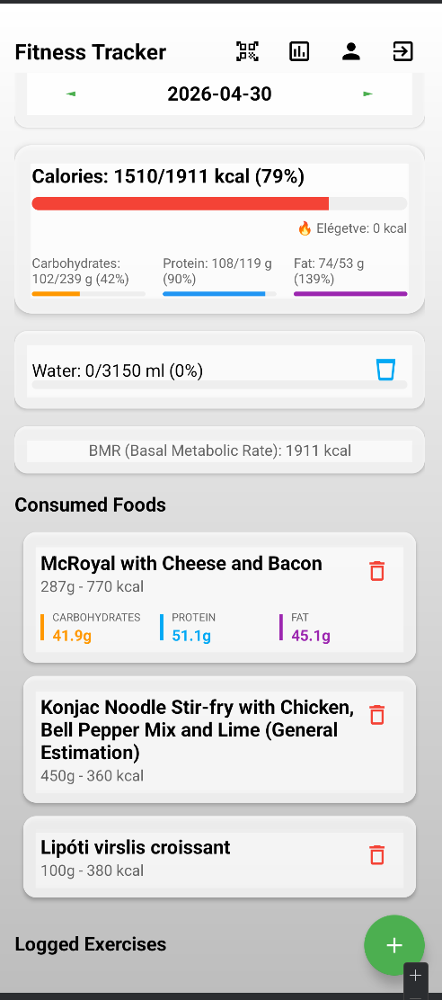 Fitness Tracker
2026-04-30
Calories: 1510/1911 kcal (79%)
🔥 Elégetve: 0 kcal
Carbohydrates:
102/239 g (42%)
Protein: 108/119 g
(90%)
Fat: 74/53 g
(139%)
Water: 0/3150 ml (0%)
BMR (Basal Metabolic Rate): 1911 kcal
Consumed Foods
McRoyal with Cheese and Bacon
287g - 770 kcal
CARBOHYDRATES
41.9g
PROTEIN
51.1g
FAT
45.1g
Konjac Noodle Stir-fry with Chicken,
Bell Pepper Mix and Lime (General
Estimation)
450g - 360 kcal
Lipóti virslis croissant
100g - 380 kcal
Logged Exercises